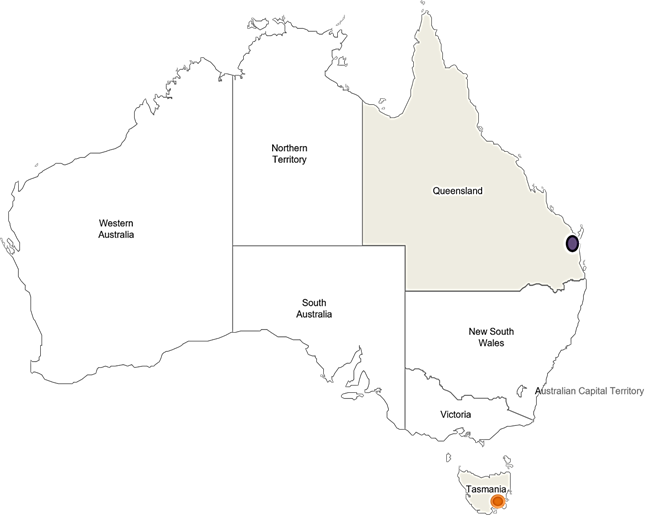 Northern
Territory
Queensland
Western
Australia
South
Australia
New South
Wales
Australian Capital Territory
Victoria
Tasmania